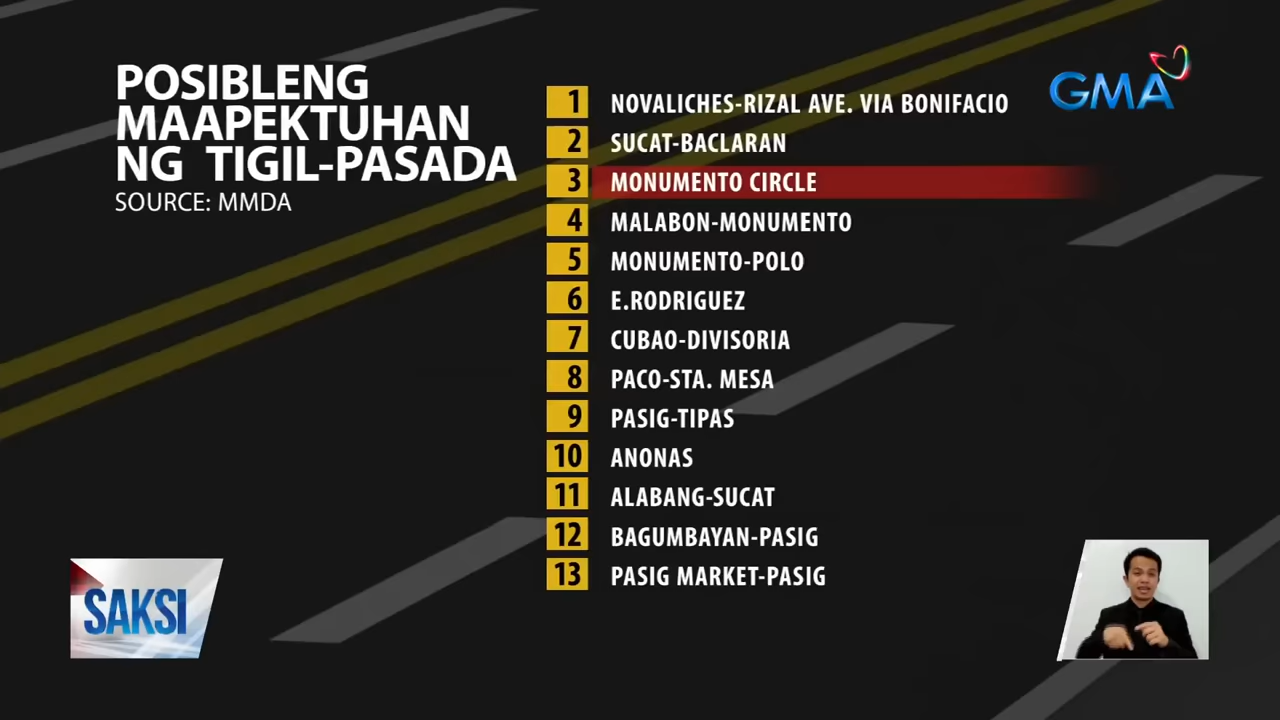 POSIBLENG
MAAPEKTUHAN
NG TIGIL-PASADA
SOURCE: MMDA
GMA
1 NOVALICHES-RIZAL AVE. VIA BONIFACIO
2 SUCAT-BACLARAN
3 MONUMENTO CIRCLE
4 MALABON-MONUMENTO
5 MONUMENTO-POLO
6 E.RODRIGUEZ
7 CUBAO-DIVISORIA
8 PACO-STA. MESA
9 PASIG-TIPAS
10 ANONAS
11 ALABANG-SUCAT
12 BAGUMBAYAN-PASIG
13 PASIG MARKET-PASIG
SAKSI